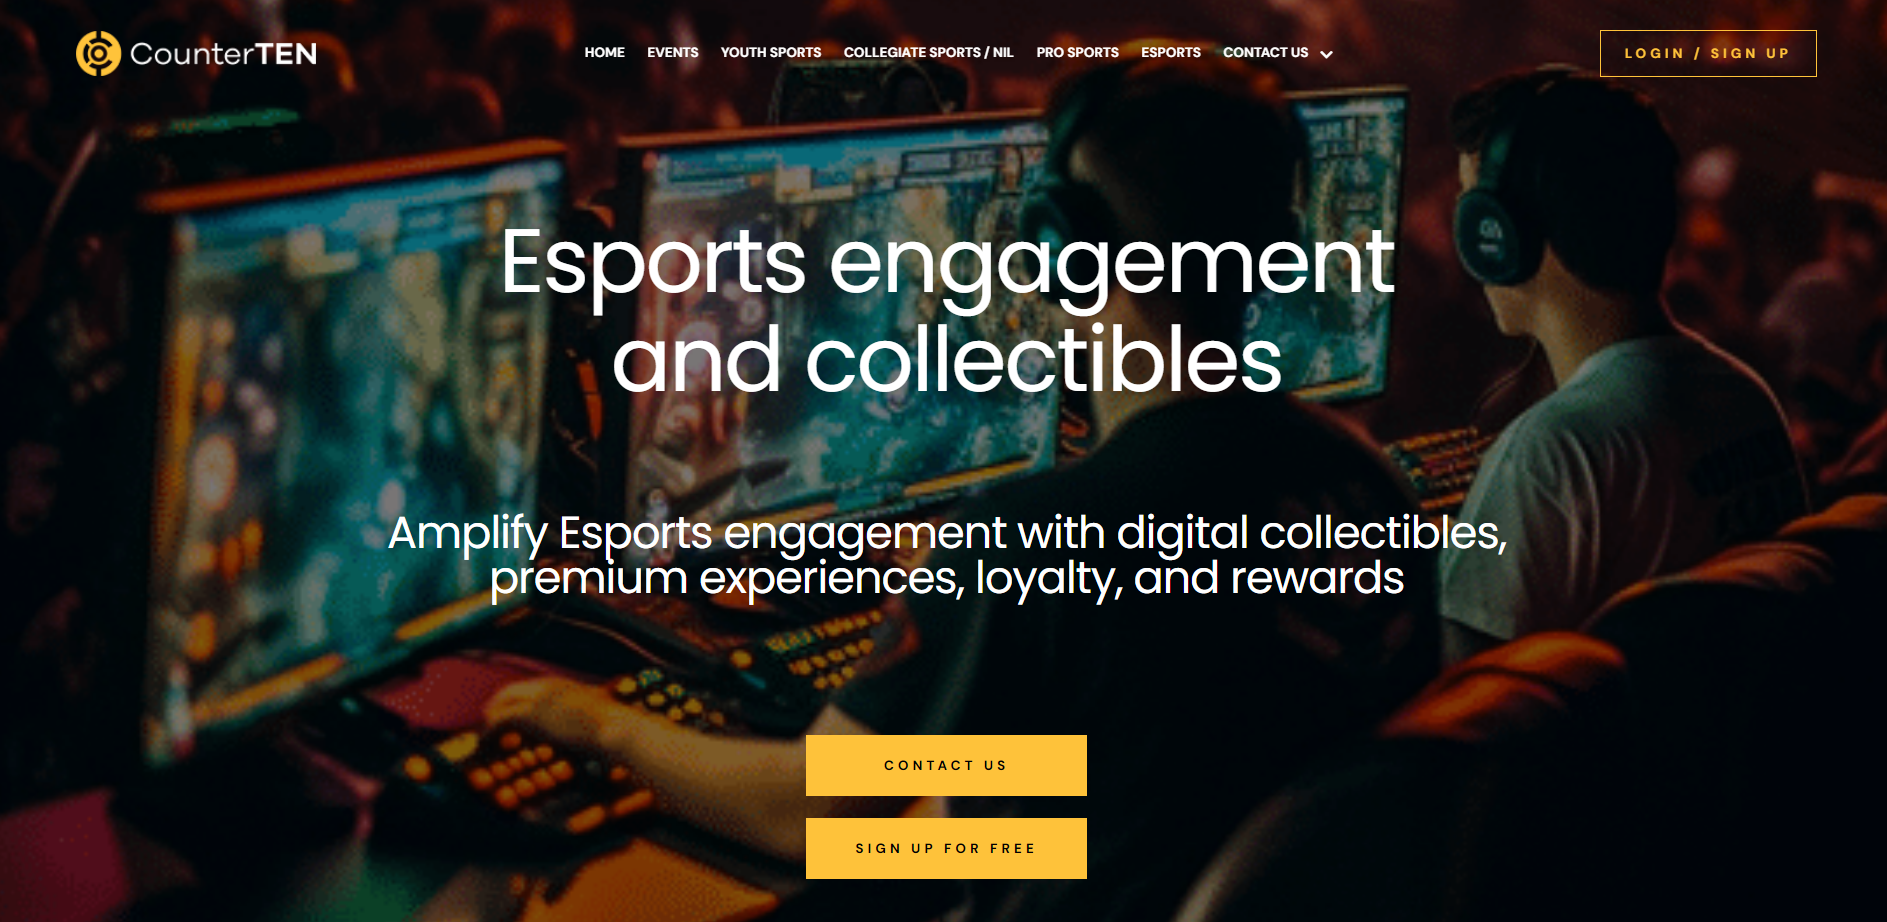 CounterTEN
HOME EVENTS YOUTH SPORTS COLLEGIATE SPORTS / NIL PRO SPORTS ESPORTS CONTACT US
LOGIN / SIGN UP
Esports engagement
and collectibles
Amplify Esports engagement with digital collectibles,
premium experiences, loyalty, and rewards
CONTACT US
SIGN UP FOR FREE